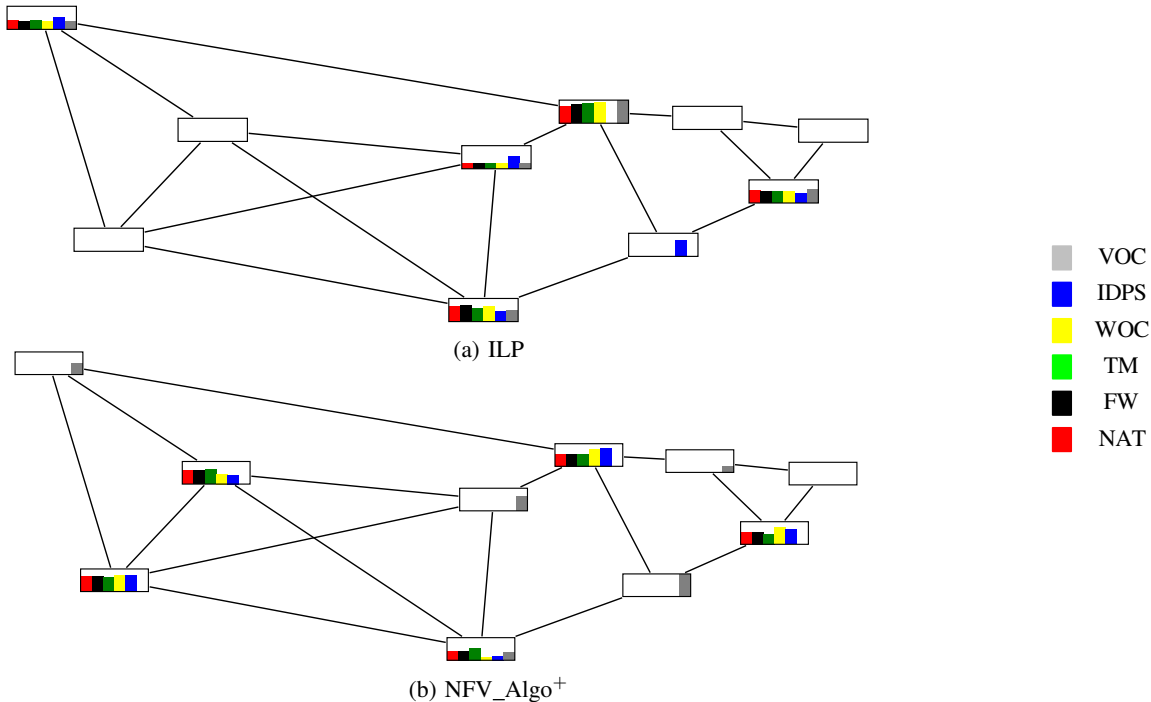 VOC
IDPS
WOC
TM
FW
NAT
(a) ILP
(b) NFV_Algo+